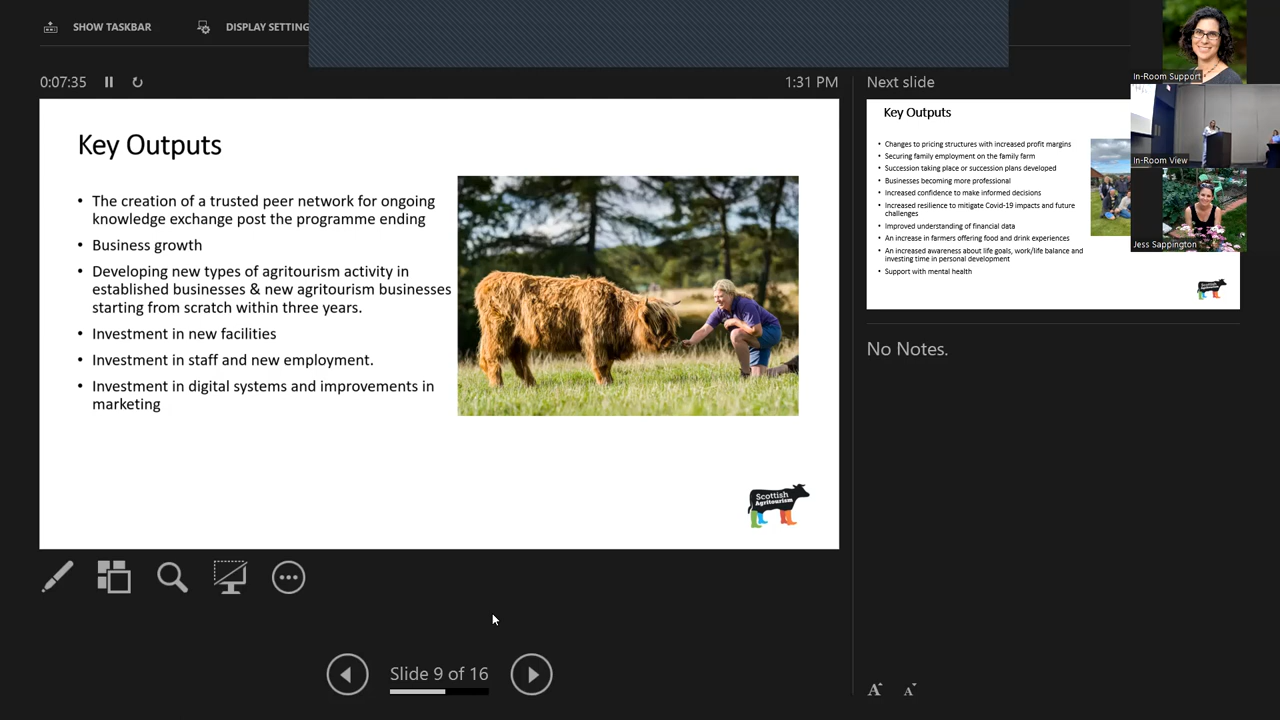 SHOW TASKBAR
DISPLAY SETTING
0:07:35
1:31 PM
Key Outputs
• The creation of a trusted peer network for ongoing
knowledge exchange post the programme ending
• Business growth
• Developing new types of agritourism activity in
established businesses & new agritourism businesses
starting from scratch within three years.
• Investment in new facilities
• Investment in staff and new employment.
• Investment in digital systems and improvements in
marketing
Scottish
Agritourism
Slide 9 of 16
Next slide
Key Outputs
• Changes to pricing structures with increased profit margins
• Securing family employment on the family farm
• Succession taking place or succession plans developed
• Businesses becoming more professional
• Increased confidence to make informed decisions
• Increased resilience to mitigate Covid-19 impacts and future
challenges
• Improved understanding of financial data
• An increase in farmers offering food and drink experiences
• An increased awareness about life goals, work/life balance and
investing time in personal development
• Support with mental health
No Notes.
A A
In-Room Support
In-Room View
Jess Sappington